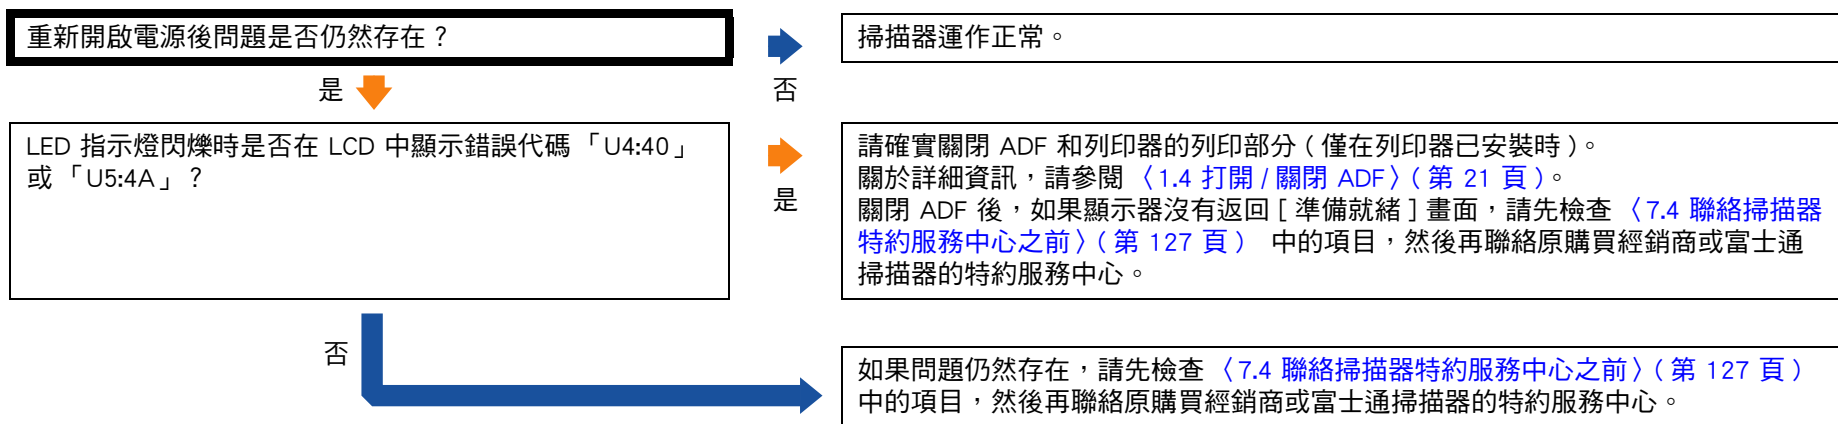 重新開啟電源後問題是否仍然存在？
掃描器運作正常。
是
否
LED 指示燈閃爍時是否在 LCD 中顯示錯誤代碼 「U4:40」
或 「U5:4A」？
請確實關閉 ADF 和列印器的列印部分 ( 僅在列印器已安裝時 )。
關於詳細資訊，請參閱 〈1.4 打開 / 關閉 ADF〉( 第 21 頁 )。
關閉 ADF 後，如果顯示器沒有返回 [ 準備就緒 ] 畫面，請先檢查 〈7.4 聯絡掃描器
特約服務中心之前〉( 第 127 頁 ) 中的項目，然後再聯絡原購買經銷商或富士通
掃描器的特約服務中心。
是
否
如果問題仍然存在，請先檢查 〈7.4 聯絡掃描器特約服務中心之前〉( 第 127 頁 )
中的項目，然後再聯絡原購買經銷商或富士通掃描器的特約服務中心。